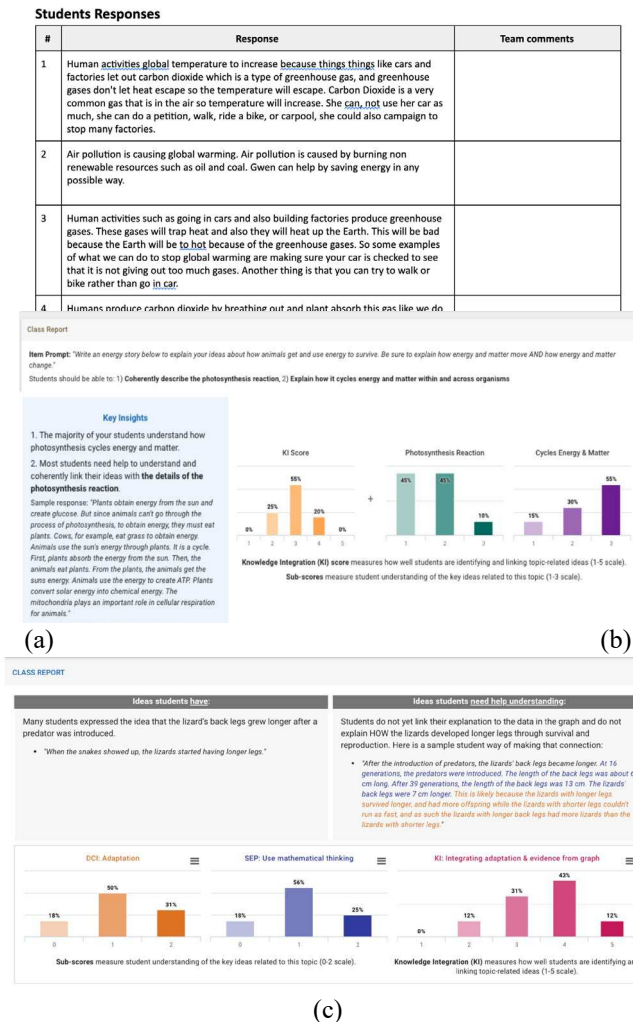 Students Responses
# Response Team comments
1 Human activities global temperature to increase because things things like cars and
factories let out carbon dioxide which is a type of greenhouse gas, and greenhouse
gases don't let heat escape so the temperature will escape. Carbon Dioxide is a very
common gas that is in the air so temperature will increase. She can, not use her car as
much, she can do a petition, walk, ride a bike, or carpool, she could also campaign to
stop many factories.
2 Air pollution is causing global warming. Air pollution is caused by burning non
renewable resources such as oil and coal. Gwen can help by saving energy in any
possible way.
3 Human activities such as going in cars and also building factories produce greenhouse
gases. These gases will trap heat and also they will heat up the Earth. This will be bad
because the Earth will be to hot because of the greenhouse gases. So some examples
of what we can do to stop global warming are making sure your car is checked to see
that it is not giving out too much gases. Another thing is that you can try to walk or
bike rather than go in car.
4 Humans produce carbon dioxide by breathing out and plant absorb this gas like we do
Class Report
Item Prompt: "Write an energy story below to explain your ideas about how animals get and use energy to survive. Be sure to explain how energy and matter move AND how energy and matter
change."
Students should be able to: 1) Coherently describe the photosynthesis reaction, 2) Explain how it cycles energy and matter within and across organisms
Key Insights
1. The majority of your students understand how
photosynthesis cycles energy and matter.
2. Most students need help to understand and
coherently link their ideas with the details of the
photosynthesis reaction.
Sample response: "Plants obtain energy from the sun and
create glucose. But since animals can't go through the
process of photosynthesis, to obtain energy, they must eat
plants. Cows, for example, eat grass to obtain energy.
Animals use the sun's energy through plants. It is a cycle.
First, plants absorb the energy from the sun. Then, the
animals eat plants. From the plants, the animals get the
suns energy. Animals use the energy to create ATP. Plants
convert solar energy into chemical energy. The
mitochondria plays an important role in cellular respiration
for animals."
KI Score
0% 25% 55% 20% 0%
1 2 3 4 5
+
Photosynthesis Reaction
45% 45% 10%
1 2 3
Cycles Energy & Matter
15% 30% 55%
1 2 3
Knowledge Integration (KI) score measures how well students are identifying and linking topic-related ideas (1-5 scale).
Sub-scores measure student understanding of the key ideas related to this topic (1-3 scale).
(a) (b)
CLASS REPORT
Ideas students have:
Many students expressed the idea that the lizard's back legs grew longer after a
predator was introduced.
• "When the snakes showed up, the lizards started having longer legs."
Ideas students need help understanding:
Students do not yet link their explanation to the data in the graph and do not
explain HOW the lizards developed longer legs through survival and
reproduction. Here is a sample student way of making that connection:
• "After the introduction of predators, the lizards' back legs became longer. At 16
generations, the predators were introduced. The length of the back legs was about 6
cm long. After 39 generations, the length of the back legs was 13 cm. The lizards'
back legs were 7 cm longer. This is likely because the lizards with longer legs
survived longer, and had more offspring while the lizards with shorter legs couldn't
run as fast, and as such the lizards with longer back legs had more lizards than the
lizards with shorter legs."
DCI: Adaptation
18% 50% 31%
0 1 2
SEP: Use mathematical thinking
18% 56% 25%
0 1 2
KI: Integrating adaptation & evidence from graph
0% 12% 31% 43% 12%
1 2 3 4 5
Sub-scores measure student understanding of the key ideas related to this topic (0-2 scale).
Knowledge Integration (KI) measures how well students are identifying
linking topic-related ideas (1-5 scale).
(c)